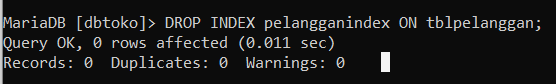 MariaDB [dbtoko]> DROP INDEX pelangganindex ON tblpelanggan;
Query OK, 0 rows affected (0.011 sec)
Records: 0  Duplicates: 0  Warnings: 0